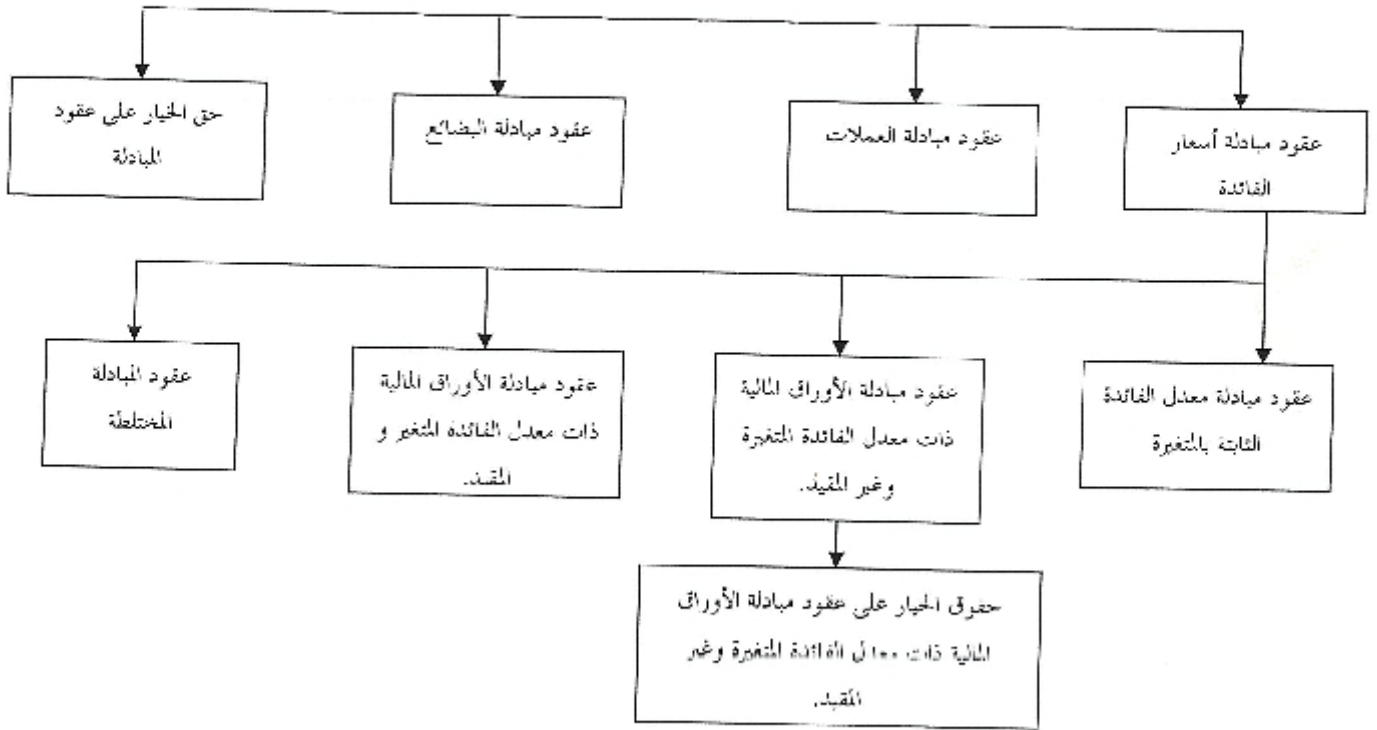 عقود مبادلة أسعار
الفائدة
عقود مبادلة العملات
عقود مبادلة البضائع
حق الخيار على عقود
المبادلة
عقود مبادلة معدل الفائدة
الثابتة بالمتغيرة
عقود مبادلة الأوراق المالية
ذات معدل الفائدة المتغيرة
وغير المقيد.
عقود مبادلة الأوراق المالية
ذات معدل الفائدة المتغير و
المقيد.
عقود المبادلة
المختلطة
حقوق الخيار على عقود مبادلة الأوراق
المالية ذات معدل الفائدة المتغيرة وغير
المقيد.